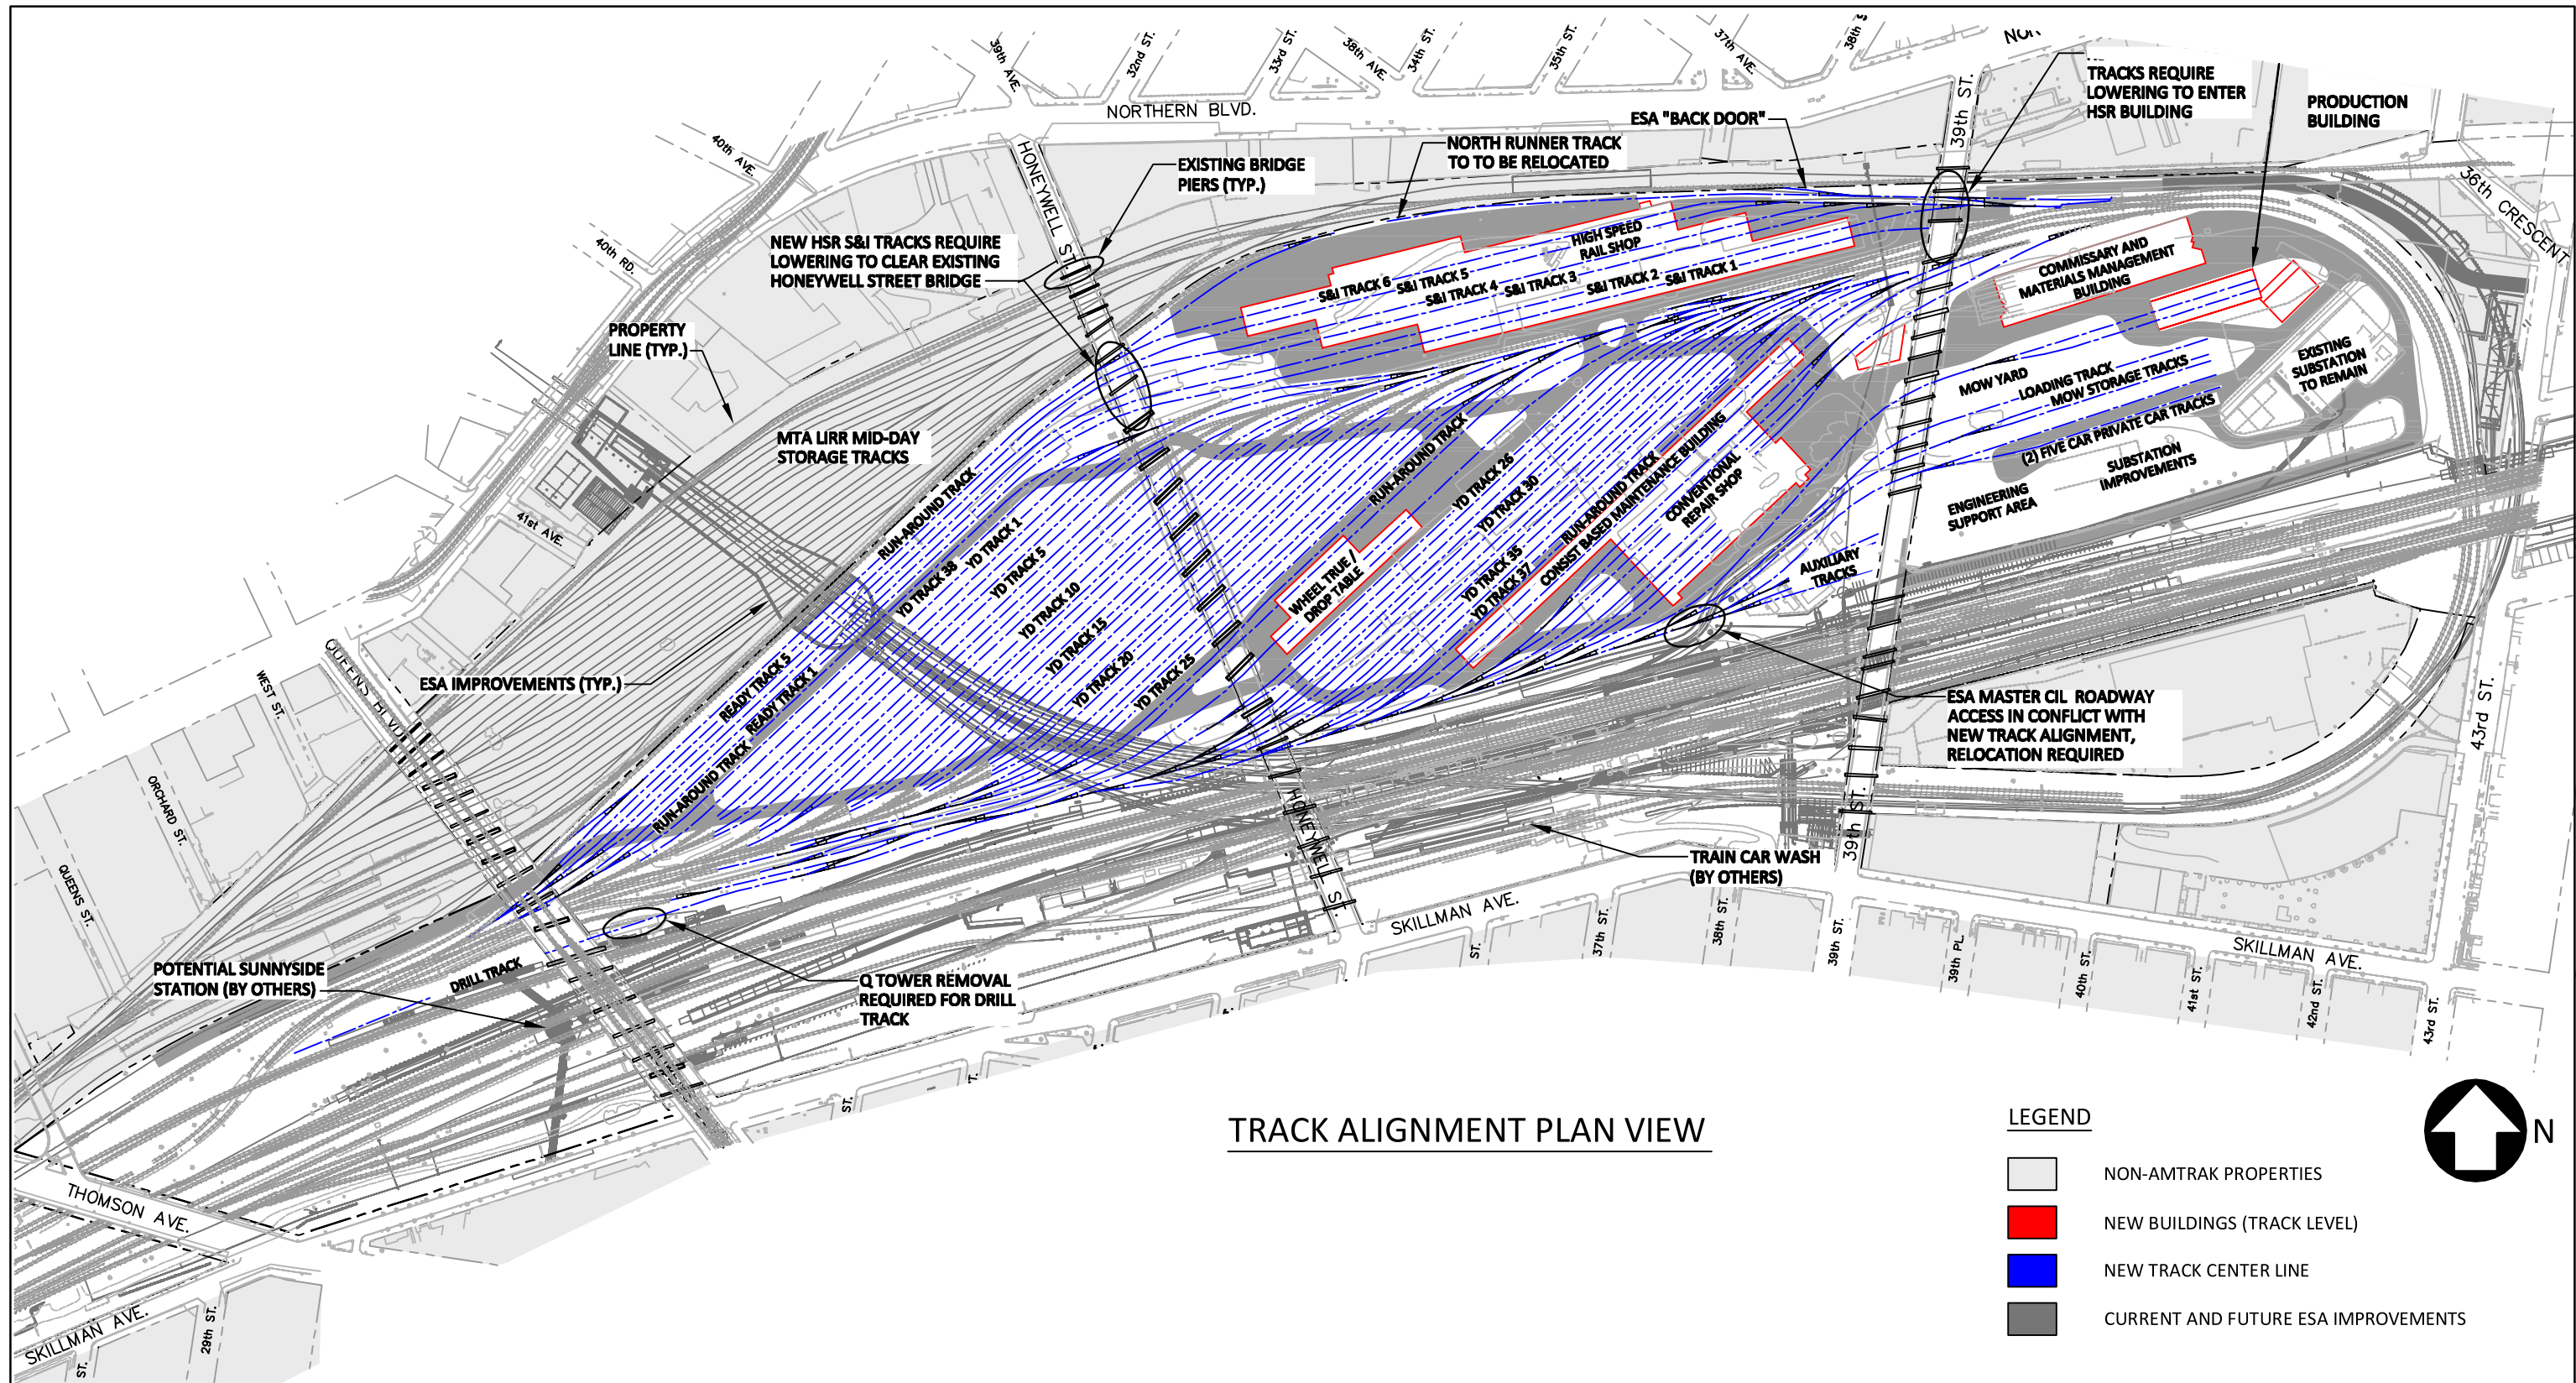 39th AVE.
32nd ST.
33rd ST.
38th AVE.
34th ST.
35th ST.
37th AVE.
38th S
NORTHERN BLVD.
40th AVE.
40th RD.
41st AVE.
HONEYWELL ST.
39th ST.
36th CRESCENT
TRACKS REQUIRE
LOWERING TO ENTER
HSR BUILDING
PRODUCTION
BUILDING
ESA "BACK DOOR"
NORTH RUNNER TRACK
TO TO BE RELOCATED
EXISTING BRIDGE
PIERS (TYP.)
NEW HSR S&I TRACKS REQUIRE
LOWERING TO CLEAR EXISTING
HONEYWELL STREET BRIDGE
PROPERTY
LINE (TYP.)
MTA LIRR MID-DAY
STORAGE TRACKS
HIGH SPEED
RAIL SHOP
S&I TRACK 6
S&I TRACK 5
S&I TRACK 4
S&I TRACK 3
S&I TRACK 2
S&I TRACK 1
COMMISSARY AND
MATERIALS MANAGEMENT
BUILDING
EXISTING
SUBSTATION
TO REMAIN
MOW YARD
LOADING TRACK
MOW STORAGE TRACKS
(2) FIVE CAR PRIVATE CAR TRACKS
SUBSTATION
IMPROVEMENTS
ENGINEERING
SUPPORT AREA
RUN-AROUND TRACK
YD TRACK 38
YD TRACK 1
YD TRACK 5
YD TRACK 10
YD TRACK 15
YD TRACK 20
YD TRACK 25
RUN-AROUND TRACK
YD TRACK 26
YD TRACK 30
YD TRACK 35
YD TRACK 37
RUN-AROUND TRACK
CONSIST BASED MAINTENANCE BUILDING
CONVENTIONAL
REPAIR SHOP
WHEEL TRUE /
DROP TABLE
AUXILIARY
TRACKS
READY TRACK 5
READY TRACK 1
RUN-AROUND TRACK
ESA IMPROVEMENTS (TYP.)
ESA MASTER CIL ROADWAY
ACCESS IN CONFLICT WITH
NEW TRACK ALIGNMENT,
RELOCATION REQUIRED
TRAIN CAR WASH
(BY OTHERS)
Q TOWER REMOVAL
REQUIRED FOR DRILL
TRACK
DRILL TRACK
POTENTIAL SUNNYSIDE
STATION (BY OTHERS)
QUEENS BLVD.
WEST ST.
ORCHARD ST.
QUEENS ST.
THOMSON AVE.
SKILLMAN AVE.
29th ST.
ST.
ST.
ST.
HONEYWELL ST.
SKILLMAN AVE.
ST.
37th ST.
38th ST.
39th ST.
39th ST.
39th PL.
40th ST.
41st ST.
42nd ST.
43rd ST.
43rd ST.
SKILLMAN AVE.
TRACK ALIGNMENT PLAN VIEW
LEGEND
NON-AMTRAK PROPERTIES
NEW BUILDINGS (TRACK LEVEL)
NEW TRACK CENTER LINE
CURRENT AND FUTURE ESA IMPROVEMENTS
N